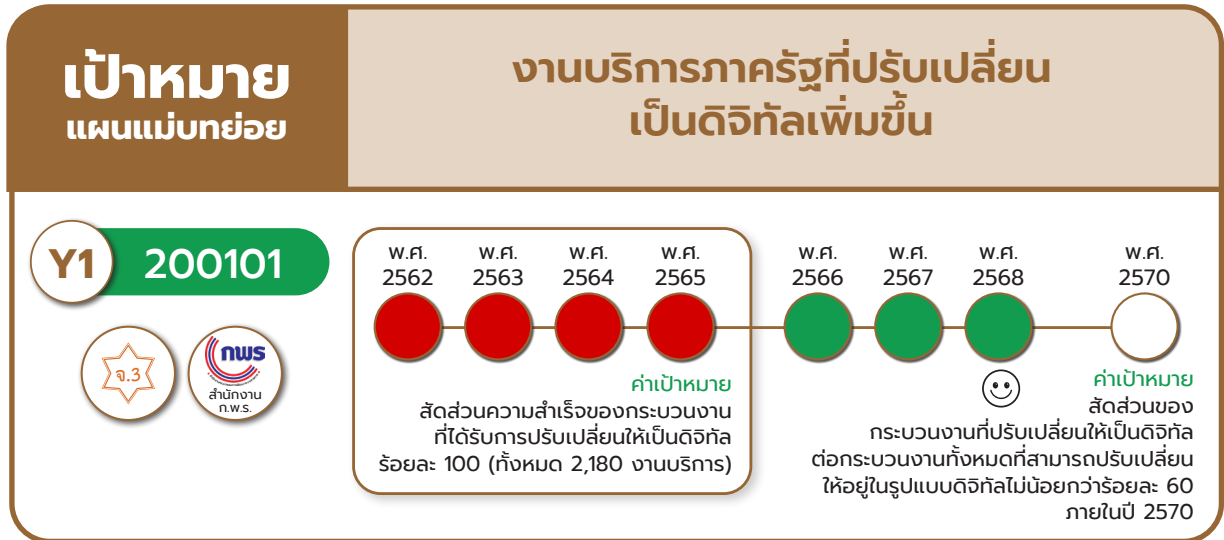 เป้าหมาย
แผนแม่บทย่อย
งานบริการภาครัฐที่ปรับเปลี่ยน
เป็นดิจิทัลเพิ่มขึ้น
Y1 200101
จ.3
กพร
สำนักงาน
ก.พ.ร.
พ.ศ. พ.ศ. พ.ศ. พ.ศ. พ.ศ. พ.ศ. พ.ศ. พ.ศ.
2562 2563 2564 2565 2566 2567 2568 2570
ค่าเป้าหมาย
สัดส่วนความสำเร็จของกระบวนงาน
ที่ได้รับการปรับเปลี่ยนให้เป็นดิจิทัล
ร้อยละ 100 (ทั้งหมด 2,180 งานบริการ)
ค่าเป้าหมาย
สัดส่วนของ
กระบวนงานที่ปรับเปลี่ยนให้เป็นดิจิทัล
ต่อกระบวนงานทั้งหมดที่สามารถปรับเปลี่ยน
ให้อยู่ในรูปแบบดิจิทัลไม่น้อยกว่าร้อยละ 60
ภายในปี 2570